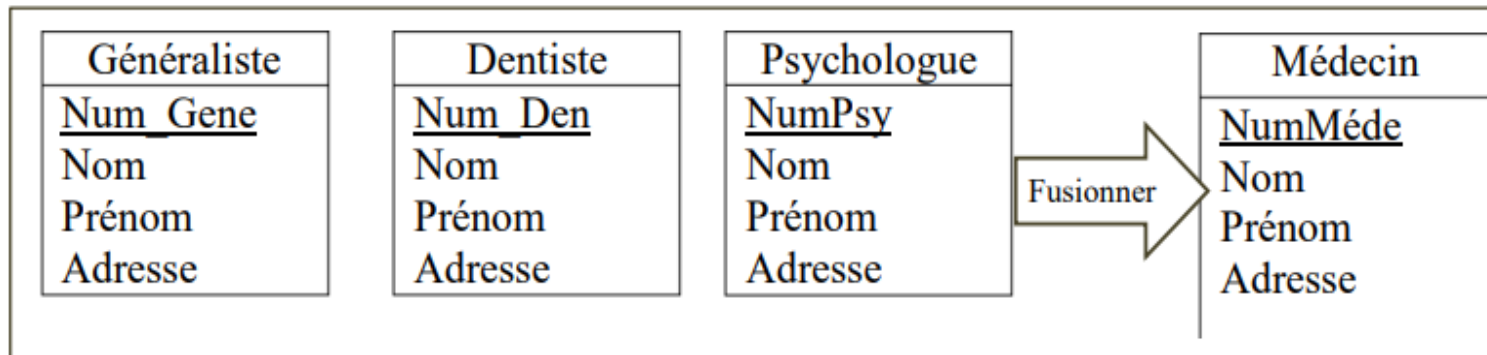 Généraliste
Num_Gene
Nom
Prénom
Adresse
Dentiste
Num_Den
Nom
Prénom
Adresse
Psychologue
NumPsy
Nom
Prénom
Adresse
Fusionner
Médecin
NumMéde
Nom
Prénom
Adresse